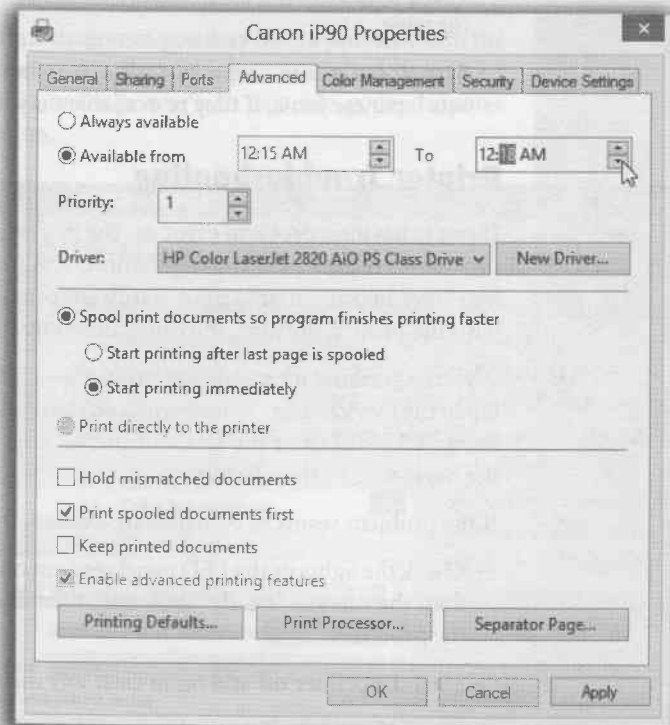 Canon iP90 Properties
General Sharing Ports Advanced Color Management Security Device Settings
Always available
Available from 12:15 AM To 12: AM
Priority: 1
Driver: HP Color LaserJet 2820 AiO PS Class Drive New Driver...
Spool print documents so program finishes printing faster
Start printing after last page is spooled
Start printing immediately
Print directly to the printer
Hold mismatched documents
Print spooled documents first
Keep printed documents
Enable advanced printing features
Printing Defaults... Print Processor... Separator Page...
OK Cancel Apply